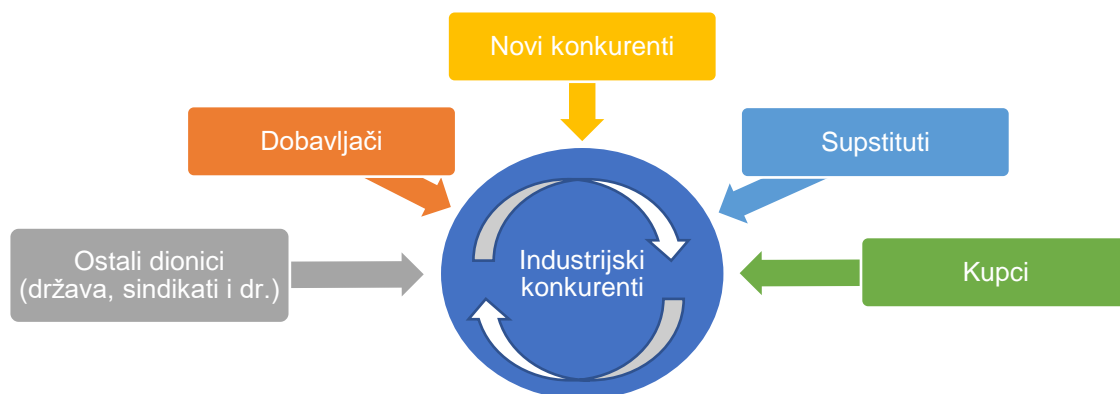 Novi konkurenti
Dobavljači
Supstituti
Ostali dionici
(država, sindikati i dr.)
Industrijski
konkurenti
Kupci